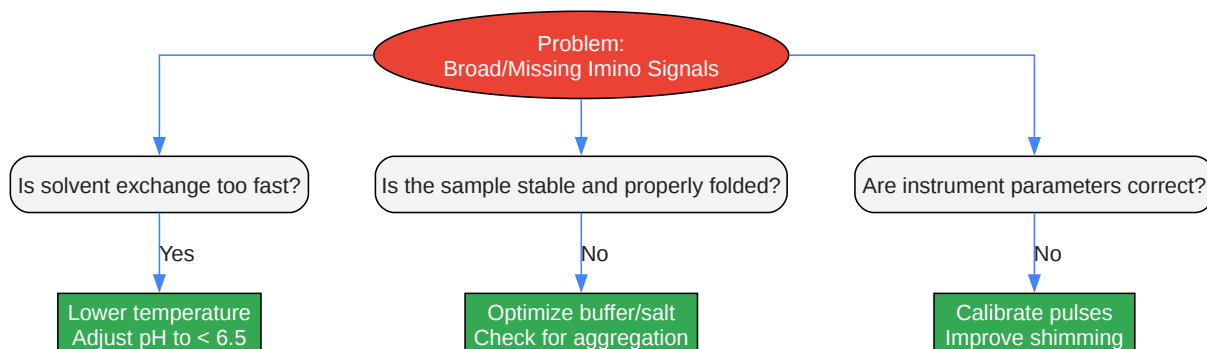 Problem:
Broad/Missing Imino Signals
Is solvent exchange too fast?
Is the sample stable and properly folded?
Are instrument parameters correct?
Yes
No
No
Lower temperature
Adjust pH to < 6.5
Optimize buffer/salt
Check for aggregation
Calibrate pulses
Improve shimming